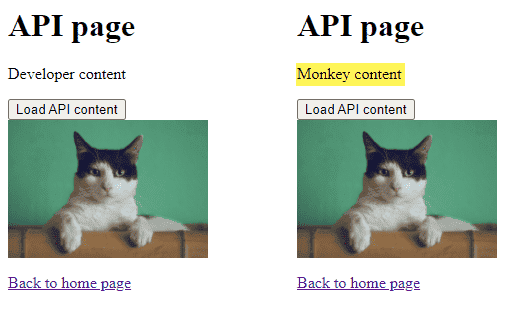 API page
Developer content
Load API content
Back to home page
API page
Monkey content
Load API content
Back to home page